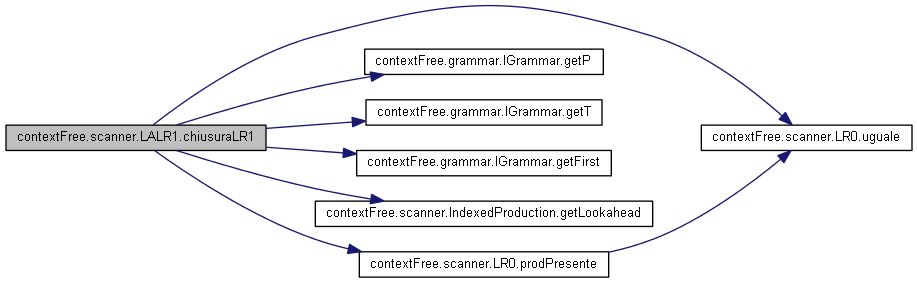 contextFree.grammar.IGrammar.getP
contextFree.grammar.IGrammar.getT
contextFree.scanner.LALR1.chiusuraLR1
contextFree.scanner.LR0.uguale
contextFree.grammar.IGrammar.getFirst
contextFree.scanner.IndexedProduction.getLookahead
contextFree.scanner.LR0.prodPresente